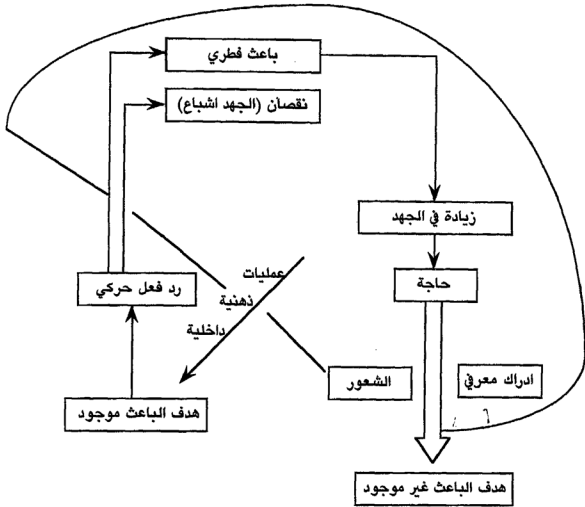 باعث فطري
نقصان (الجهد اشباع)
زيادة في الجهد
حاجة
عمليات
ذهنية
داخلية
رد فعل حركي
ادراك معرفي
الشعور
هدف الباعث موجود
هدف الباعث غير موجود